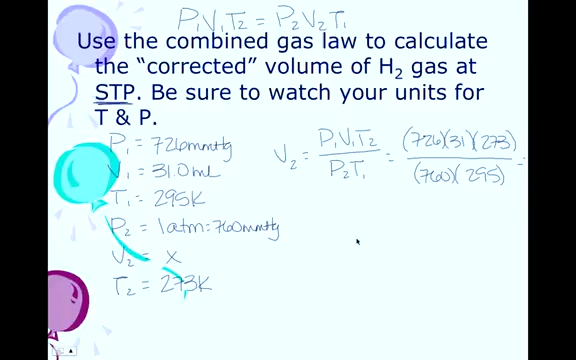 P₁V₁T₂ = P₂V₂T₁
Use the combined gas law to calculate
the “corrected” volume of H₂ gas at
STP. Be sure to watch your units for
T & P.
P₁ = 726mmHg
V₁ = 31.0mL
T₁ = 295K
P₂ = 1atm=760mmHg
V₂ = x
T₂ = 273K
V₂ = P₁V₁T₂ / P₂T₁ = (726)(31)(273) / (760)(295) =